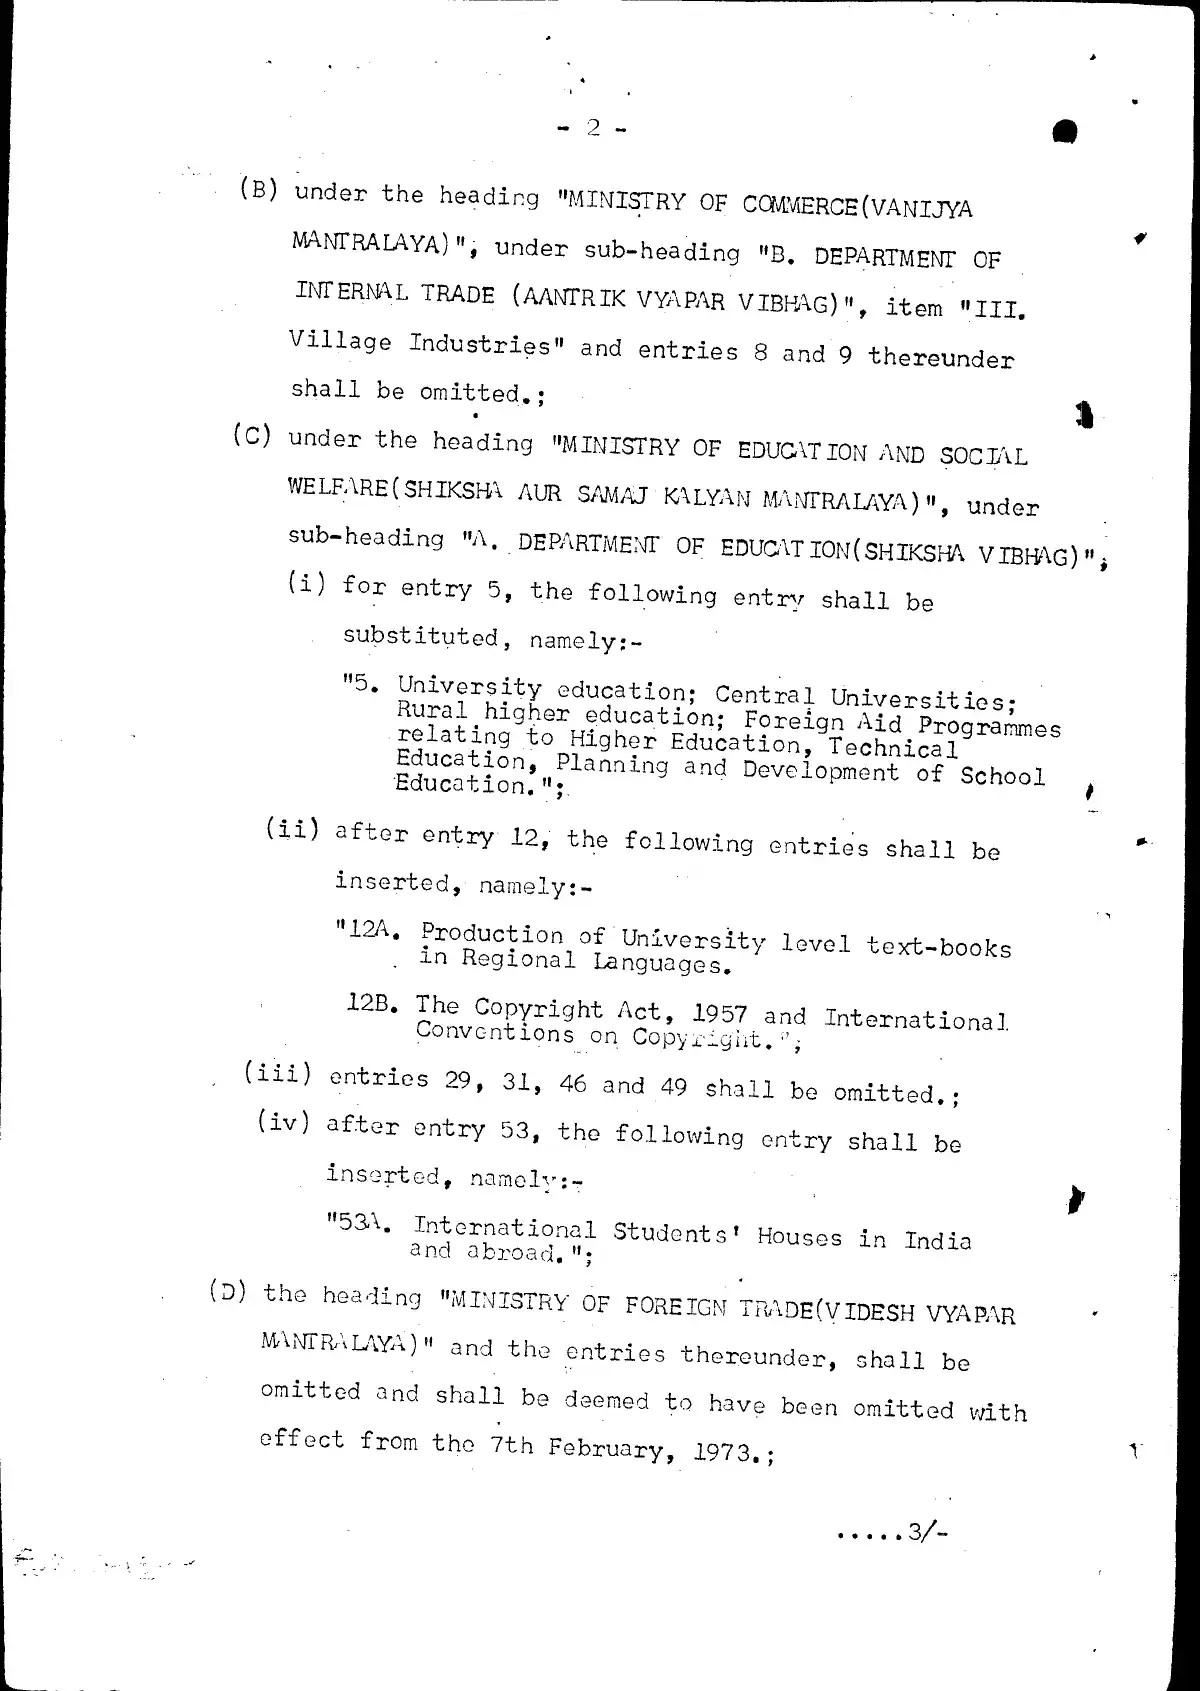 - 2 -
(B) under the heading "MINISTRY OF COMMERCE(VANIJYA
MANTRALAYA)", under sub-heading "B. DEPARTMENT OF
INTERNAL TRADE (AANTRIK VYAPAR VIBHAG)", item "III.
Village Industries" and entries 8 and 9 thereunder
shall be omitted.;
(C) under the heading "MINISTRY OF EDUCATION AND SOCIAL
WELFARE(SHIKSHA AUR SAMAJ KALYAN MANTRALAYA)", under
sub-heading "A. DEPARTMENT OF EDUCATION(SHIKSHA VIBHAG)",
(i) for entry 5, the following entry shall be
substituted, namely:-
"5. University education; Central Universities;
Rural higher education; Foreign Aid Programmes
relating to Higher Education, Technical
Education, Planning and Development of School
Education.";
(ii) after entry 12, the following entries shall be
inserted, namely:-
"12A. Production of University level text-books
in Regional Languages.
12B. The Copyright Act, 1957 and International
Conventions on Copyright.";
(iii) entries 29, 31, 46 and 49 shall be omitted.;
(iv) after entry 53, the following entry shall be
inserted, namely:-
"53A. International Students' Houses in India
and abroad.";
(D) the heading "MINISTRY OF FOREIGN TRADE(VIDESH VYAPAR
MANTRALAYA)" and the entries thereunder, shall be
omitted and shall be deemed to have been omitted with
effect from the 7th February, 1973.;
.....3/-